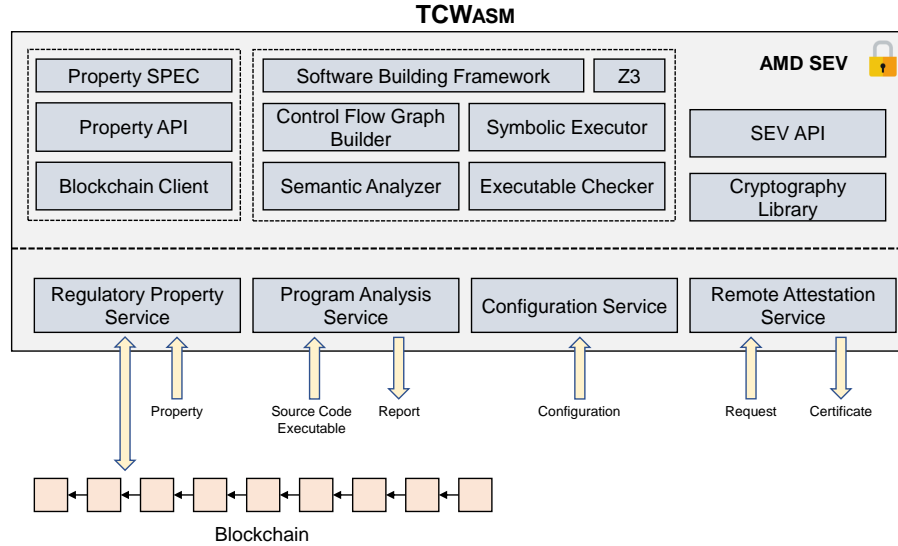 TCWASM
AMD SEV
Property SPEC
Property API
Blockchain Client
Software Building Framework
Z3
Control Flow Graph
Builder
Symbolic Executor
Semantic Analyzer
Executable Checker
SEV API
Cryptography
Library
Regulatory Property
Service
Program Analysis
Service
Configuration Service
Remote Attestation
Service
Property
Source Code
Executable
Report
Configuration
Request
Certificate
Blockchain